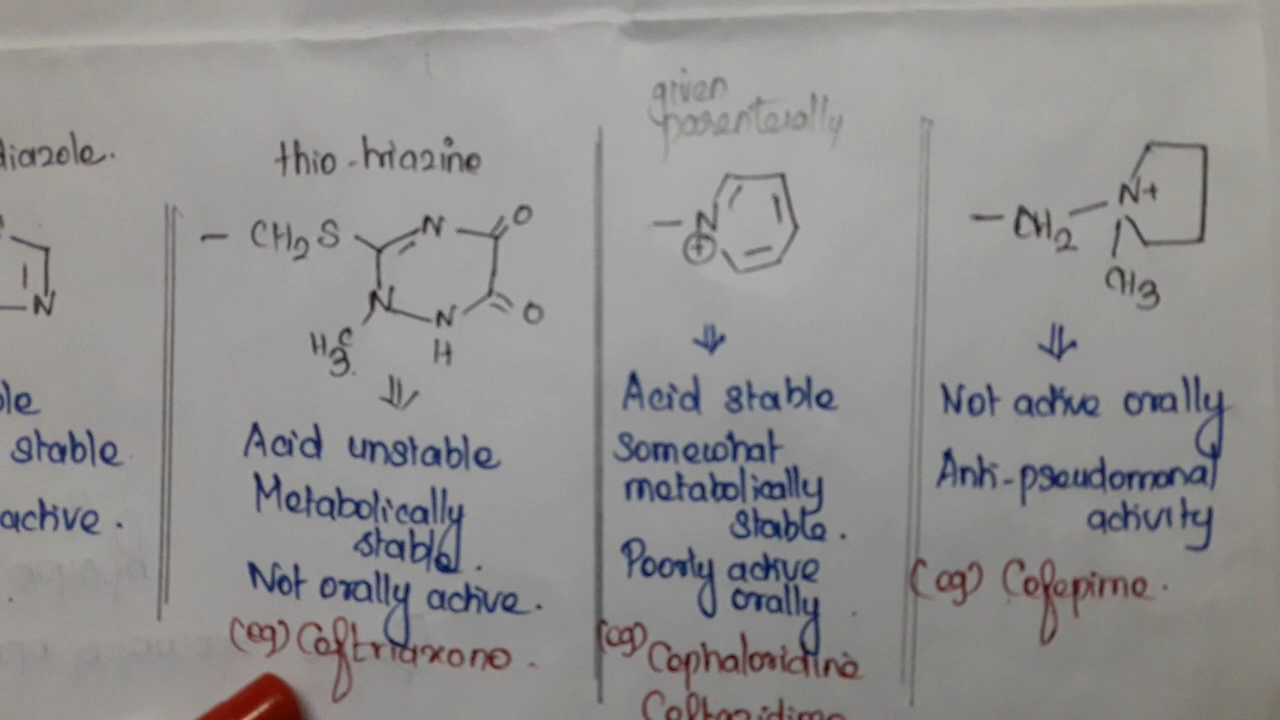 diazole.
N
ble
stable
active.
thio-triazine
- CH2S
N
O
N
N
O
H3C
H
Acid unstable
Metabolically
stable.
Not orally active.
(eg) Ceftriaxone.
given
parenterally
N
+
Acid stable
Somewhat
metabolically
stable.
Poorly active
orally.
(eg)
Cephaloridine
Ceftazidime
N+
- CH2
CH3
Not active orally
Anti-pseudomonal
activity
(eg) Cefepime.